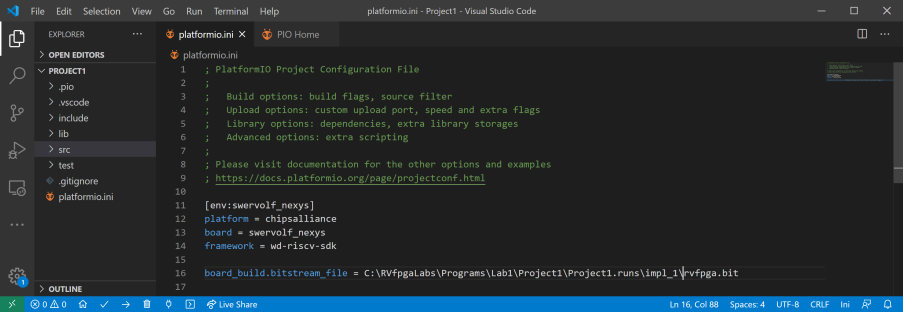 File Edit Selection View Go Run Terminal Help platformio.ini - Project1 - Visual Studio Code
EXPLORER
OPEN EDITORS
PROJECT1
.pio
.vscode
include
lib
src
test
.gitignore
platformio.ini
OUTLINE
platformio.ini PIO Home
platformio.ini
1 ; PlatformIO Project Configuration File
2 ;
3 ; Build options: build flags, source filter
4 ; Upload options: custom upload port, speed and extra flags
5 ; Library options: dependencies, extra library storages
6 ; Advanced options: extra scripting
7 ;
8 ; Please visit documentation for the other options and examples
9 ; https://docs.platformio.org/page/projectconf.html
10
11 [env:swervolf_nexys]
12 platform = chipsalliance
13 board = swervolf_nexys
14 framework = wd-riscv-sdk
15
16 board_build.bitstream_file = C:\RVfpgaLabs\Programs\Lab1\Project1\Project1.runs\impl_1\rvfpga.bit
17
1
0 0 Live Share Ln 16, Col 88 Spaces: 4 UTF-8 CRLF Ini